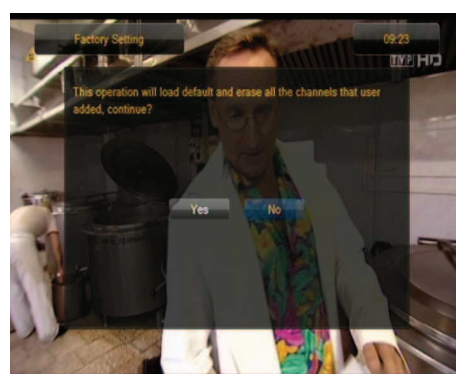 Factory Setting
09:23
TVP HD
This operation will load default and erase all the channels that user
added, continue?
Yes
No